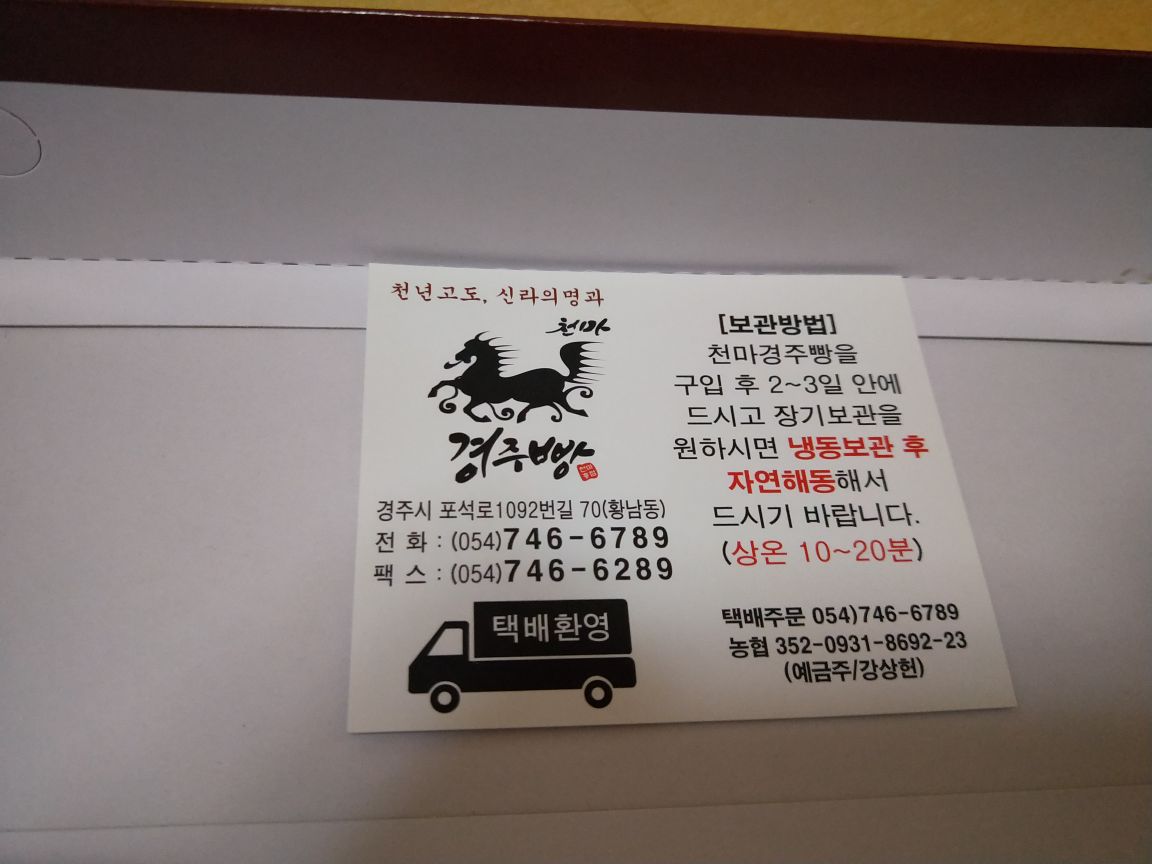 천년고도, 신라의명과
천마
경주빵
경주시 포석로1092번길 70(황남동)
전 화 : (054)746-6789
팩 스 : (054)746-6289
택배환영
[보관방법]
천마경주빵을
구입 후 2~3일 안에
드시고 장기보관을
원하시면 냉동보관 후
자연해동해서
드시기 바랍니다.
(상온 10~20분)
택배주문 054)746-6789
농협 352-0931-8692-23
(예금주/강상헌)